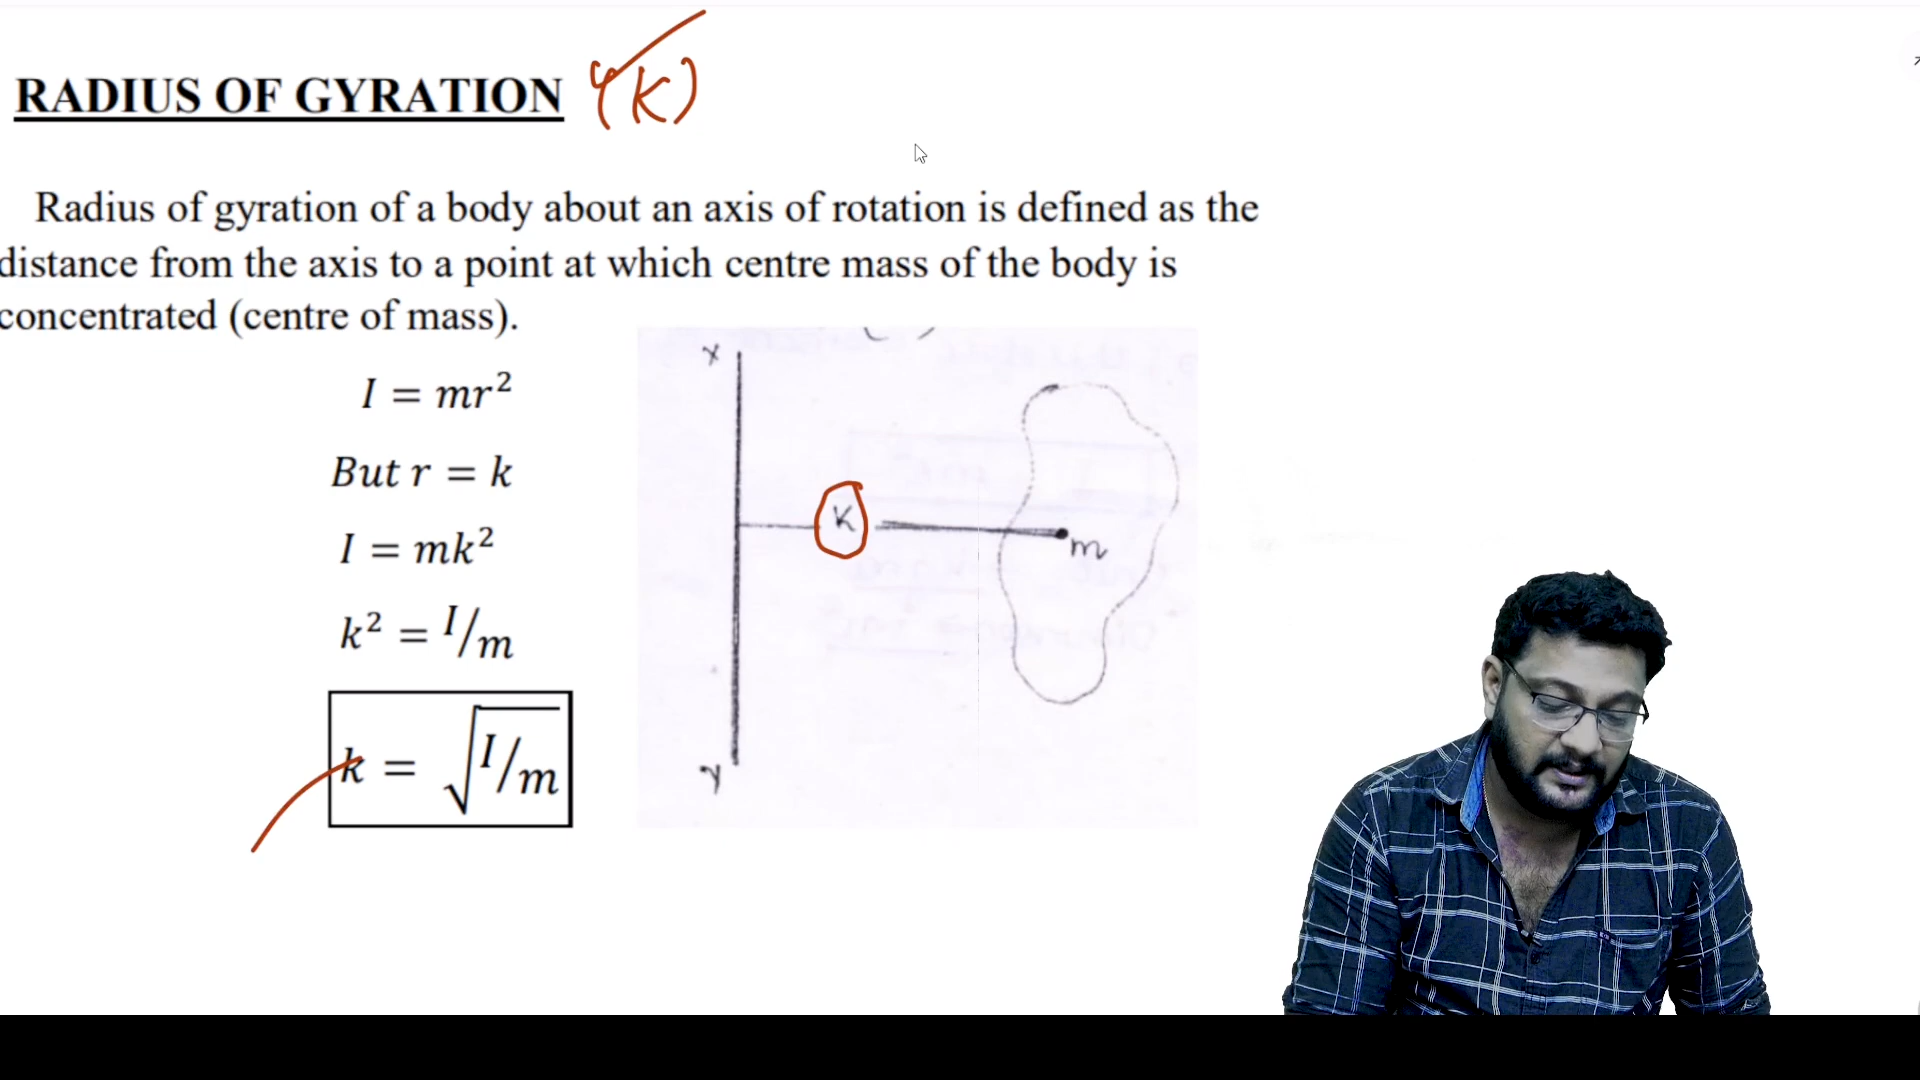 RADIUS OF GYRATION (K)
Radius of gyration of a body about an axis of rotation is defined as the
distance from the axis to a point at which centre mass of the body is
concentrated (centre of mass).
I = mr²
But r = k
I = mk²
k² = I/m
k = √I/m
x
K
m
y